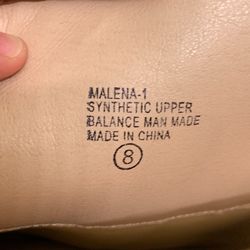 MALENA-1
SYNTHETIC UPPER
BALANCE MAN MADE
MADE IN CHINA
8